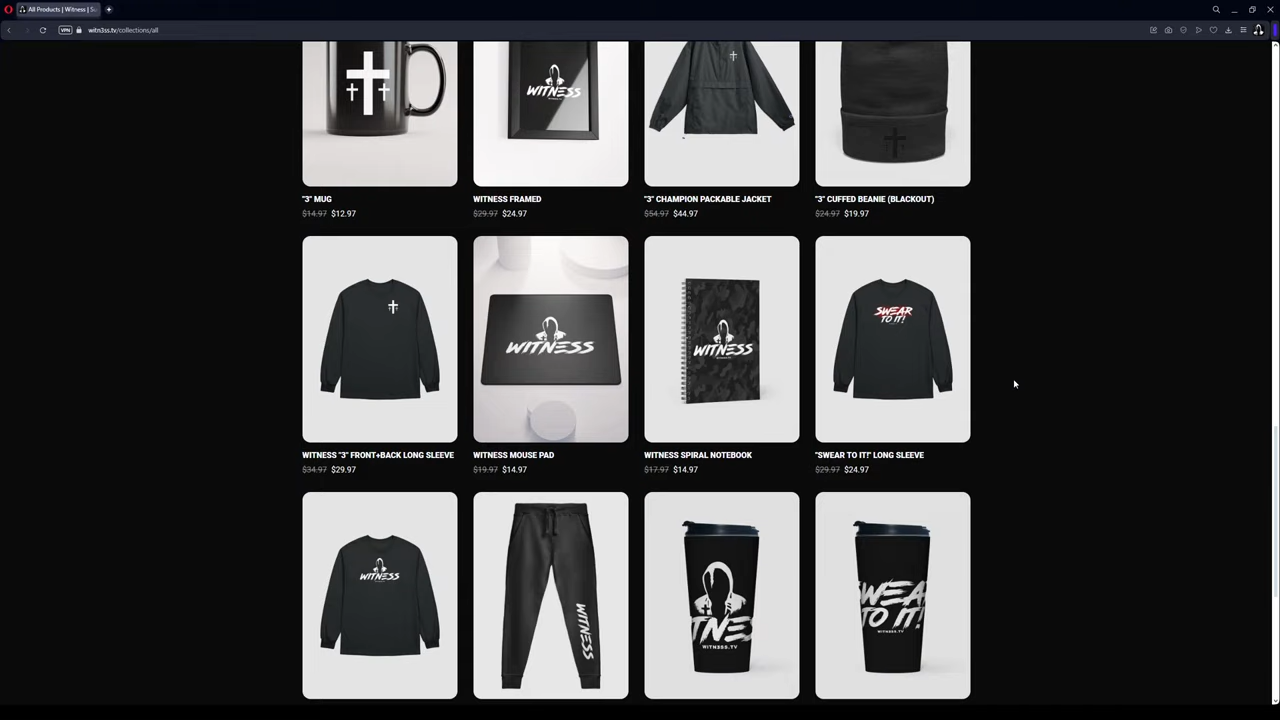 All Products | Witness | S
VPN
witn3ss.tv/collections/all
WITNESS
"3" MUG
WITNESS FRAMED
"3" CHAMPION PACKABLE JACKET
"3" CUFFED BEANIE (BLACKOUT)
$14.97 $12.97
$29.97 $24.97
$54.97 $44.97
$24.97 $19.97
WITNESS
WITNESS
SWEAR
TO IT!
WITNESS "3" FRONT+BACK LONG SLEEVE
WITNESS MOUSE PAD
WITNESS SPIRAL NOTEBOOK
"SWEAR TO IT!" LONG SLEEVE
$34.97 $29.97
$19.97 $14.97
$17.97 $14.97
$29.97 $24.97
WITNESS
WITNESS
TNES
WITN3SS.TV
WEAR
TO IT!
WITN3SS.TV